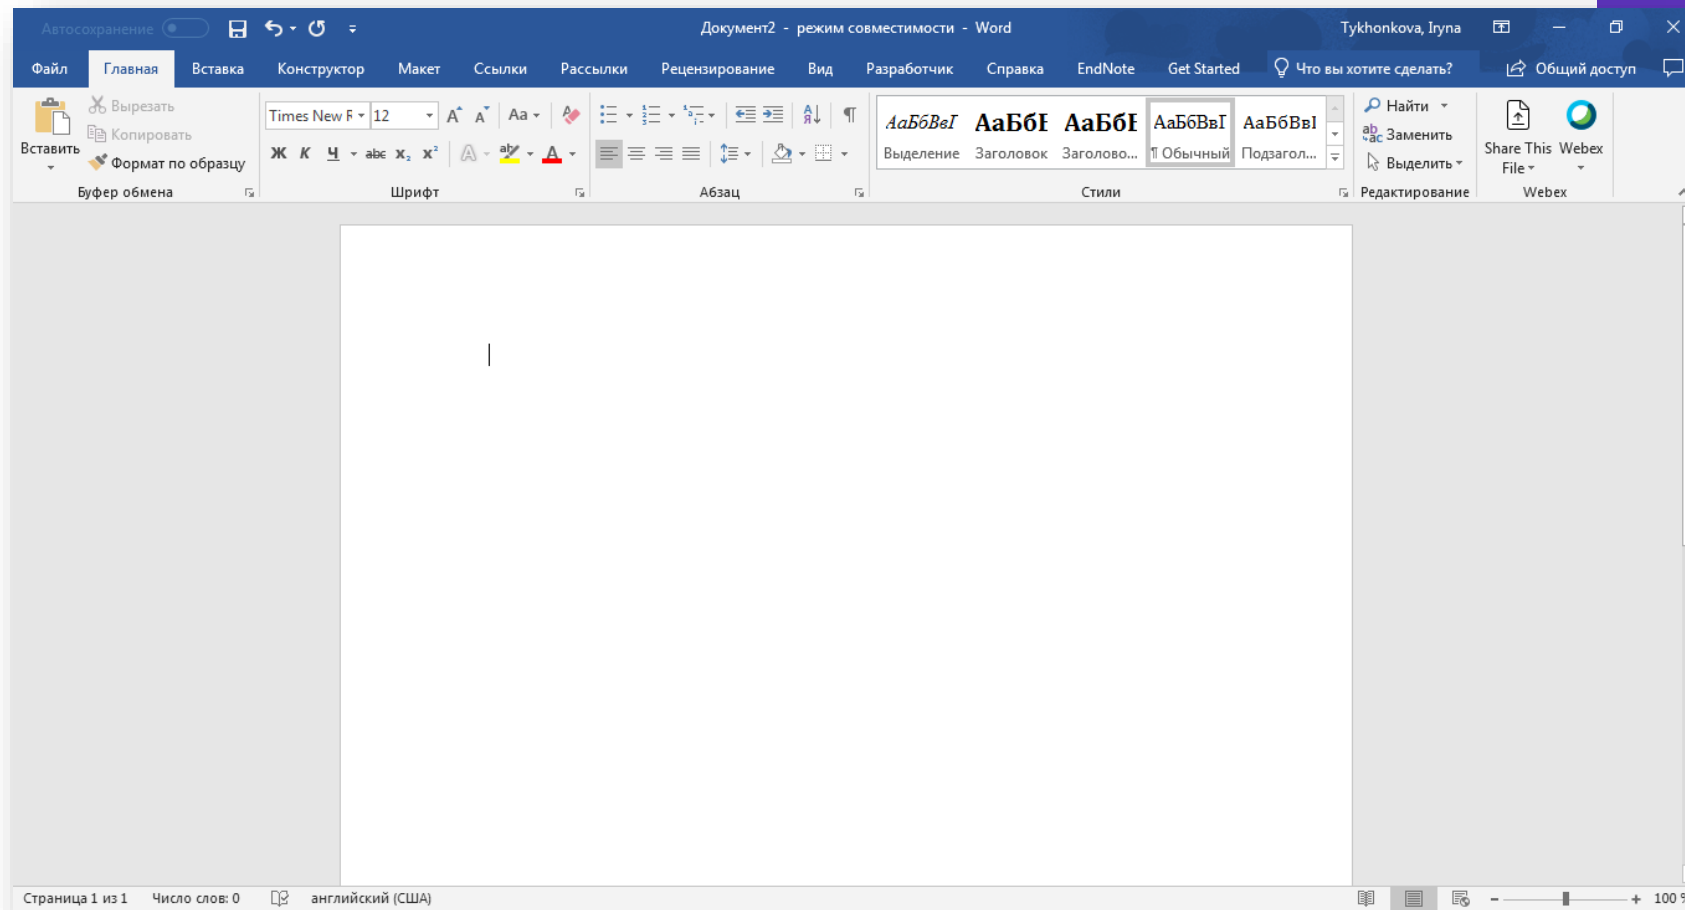 Автосохранение
Документ2 - режим совместимости - Word
Tykhonkova, Iryna
Файл Главная Вставка Конструктор Макет Ссылки Рассылки Рецензирование Вид Разработчик Справка EndNote Get Started Что вы хотите сделать? Общий доступ
Вставить
Вырезать
Копировать
Формат по образцу
Буфер обмена
Times New R 12
Aa
Ж К Ч abc x₂ x²
Шрифт
Абзац
АаБбВвГ АаБбВ АаБбВ АаБбВвГ АаБбВвІ
Выделение Заголовок Заголово... ¶ Обычный Подзагол...
Стили
Найти
Заменить
Выделить
Редактирование
Share This
File
Webex
Webex
Страница 1 из 1 Число слов: 0 английский (США) 100 %